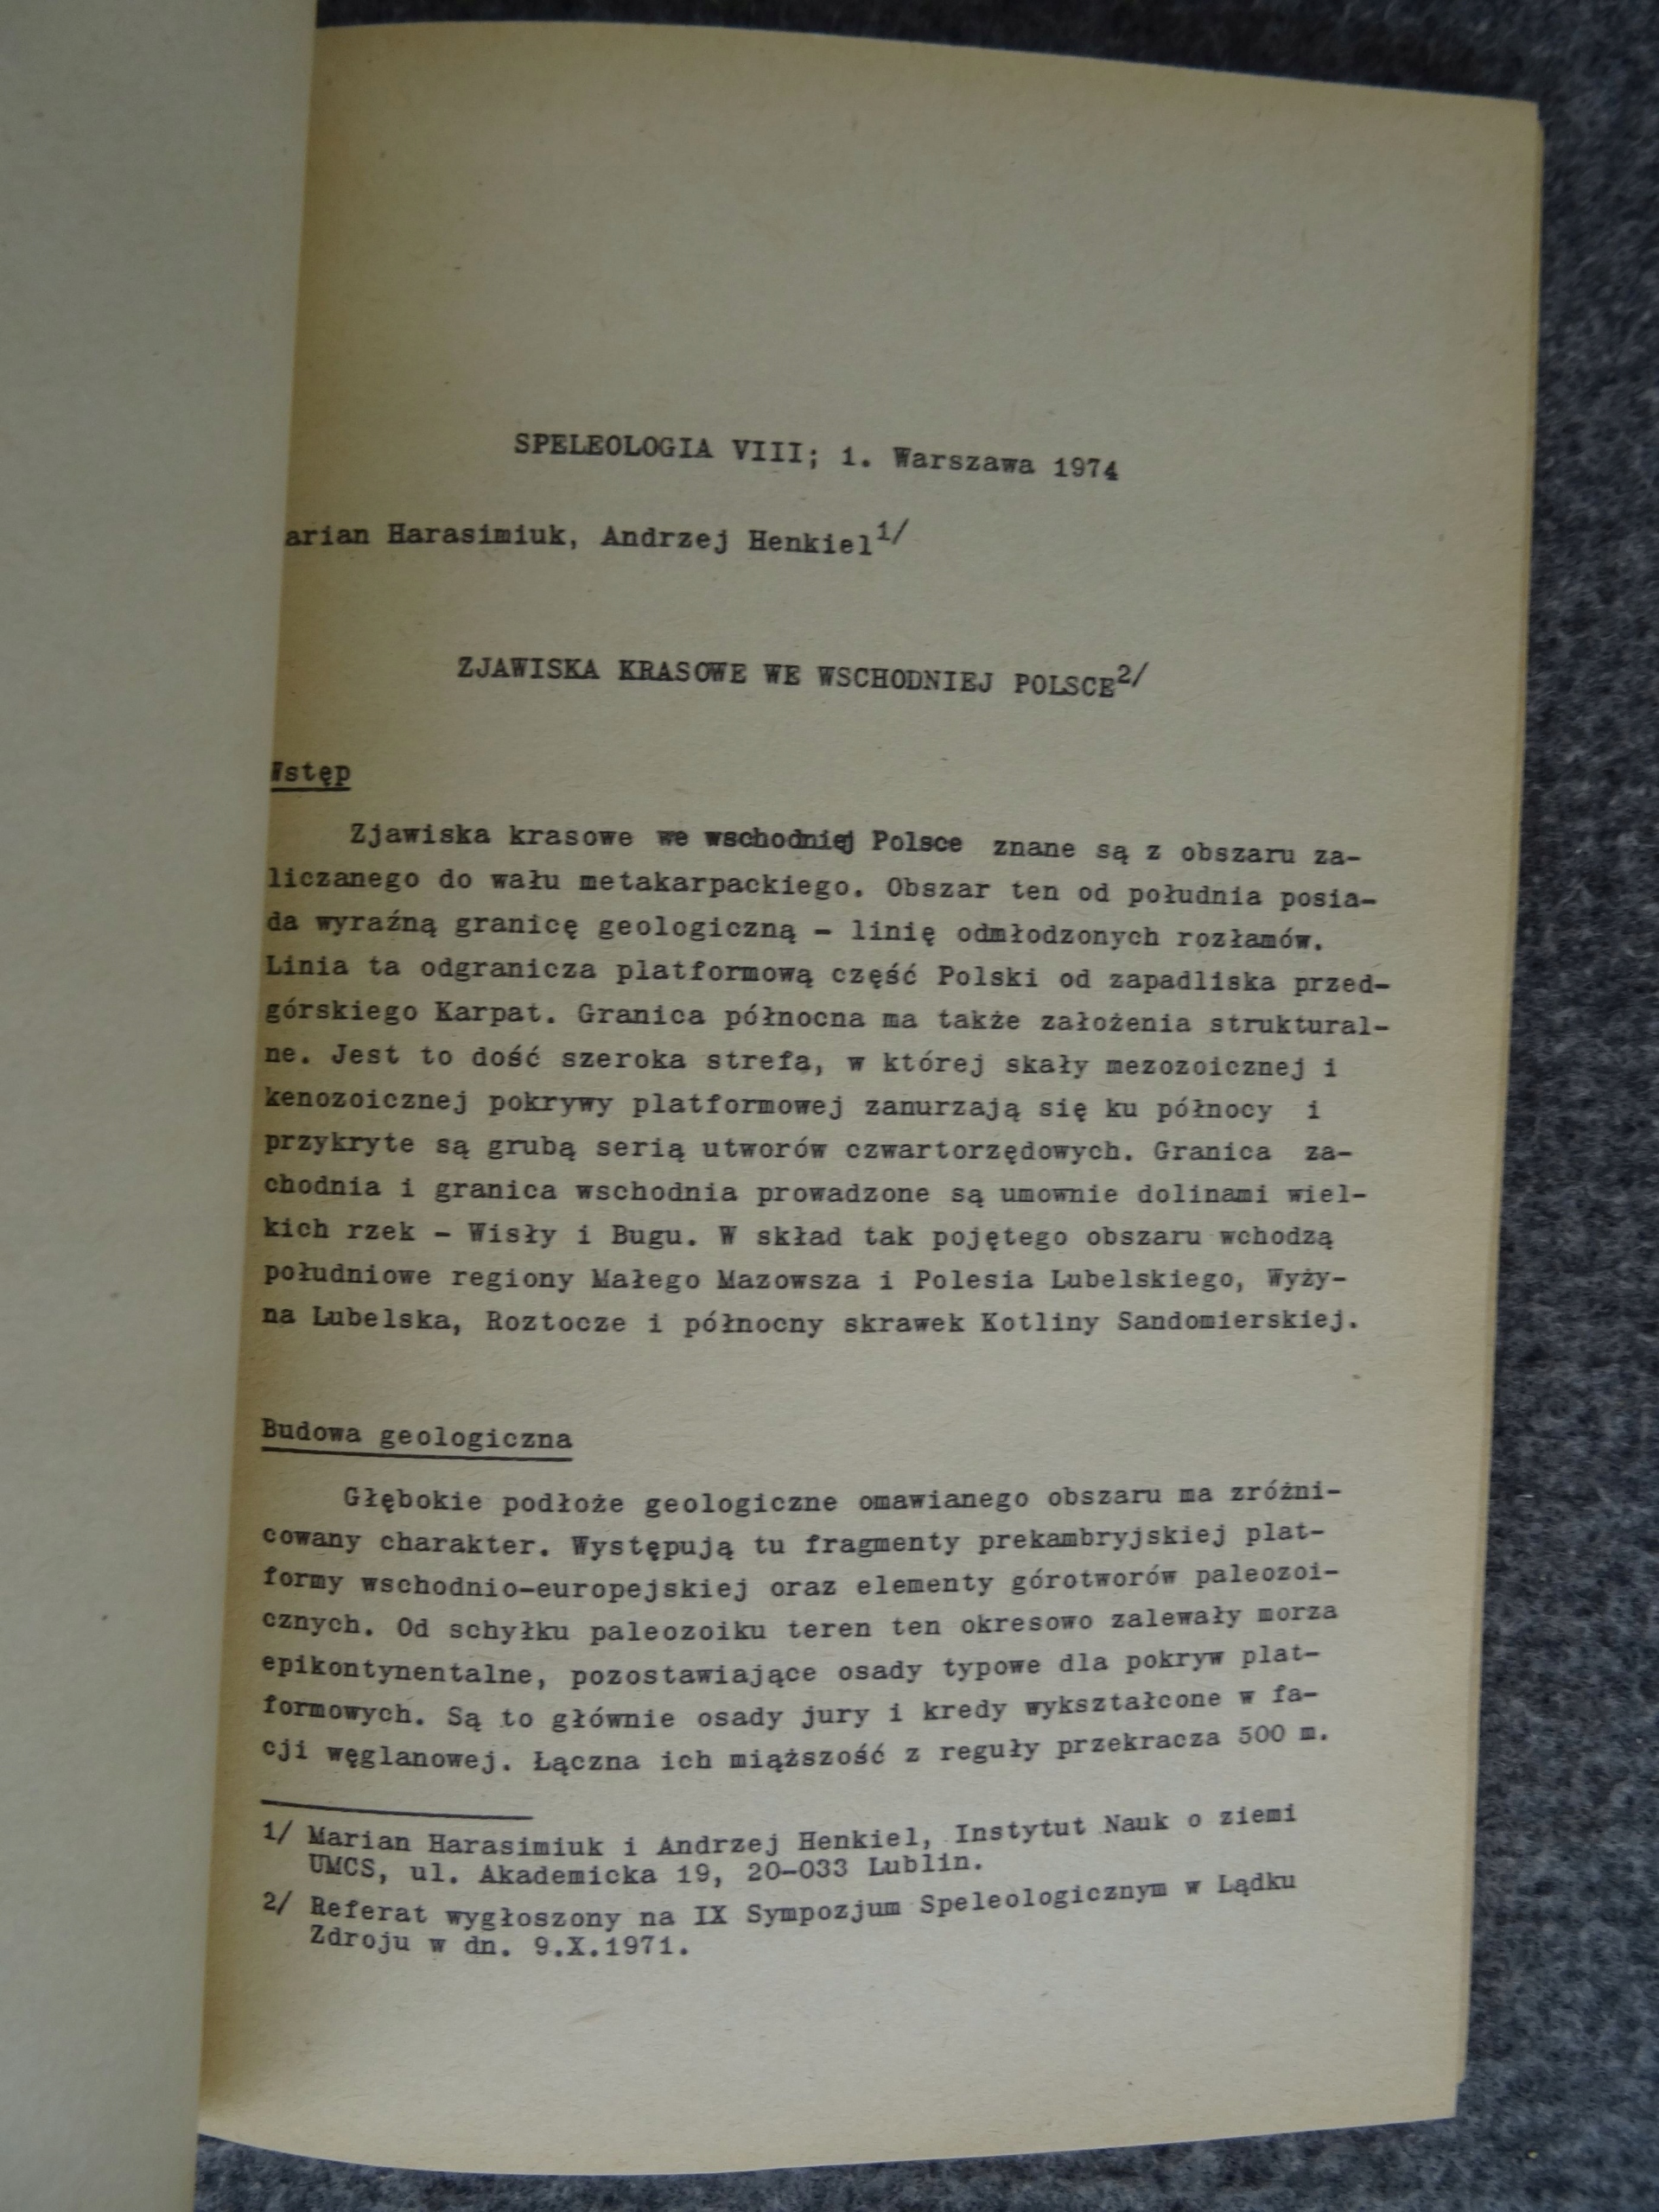 SPELEOLOGIA VIII; 1. Warszawa 1974
arian Harasimiuk, Andrzej Henkiel1/
ZJAWISKA KRASOWE WE WSCHODNIEJ POLSCE2/
Wstęp
Zjawiska krasowe we wschodniej Polsce znane są z obszaru za-
liczanego do wału metakarpackiego. Obszar ten od południa posia-
da wyraźną granicę geologiczną - linię odmłodzonych rozłamów.
Linia ta odgranicza platformową część Polski od zapadliska przed-
górskiego Karpat. Granica północna ma także założenia struktural-
ne. Jest to dość szeroka strefa, w której skały mezozoicznej i
kenozoicznej pokrywy platformowej zanurzają się ku północy i
przykryte są grubą serią utworów czwartorzędowych. Granica za-
chodnia i granica wschodnia prowadzone są umownie dolinami wiel-
kich rzek - Wisły i Bugu. W skład tak pojętego obszaru wchodzą
południowe regiony Małego Mazowsza i Polesia Lubelskiego, Wyży-
na Lubelska, Roztocze i północny skrawek Kotliny Sandomierskiej.
Budowa geologiczna
Głębokie podłoże geologiczne omawianego obszaru ma zróżni-
cowany charakter. Występują tu fragmenty prekambryjskiej plat-
formy wschodnio-europejskiej oraz elementy górotworów paleozoi-
cznych. Od schyłku paleozoiku teren ten okresowo zalewały morza
epikontynentalne, pozostawiające osady typowe dla pokryw plat-
formowych. Są to głównie osady jury i kredy wykształcone w fa-
cji węglanowej. Łączna ich miąższość z reguły przekracza 500 m.
1/ Marian Harasimiuk i Andrzej Henkiel, Instytut Nauk o ziemi
UMCS, ul. Akademicka 19, 20-033 Lublin.
2/ Referat wygłoszony na IX Sympozjum Speleologicznym w Lądku
Zdroju w dn. 9.X.1971.